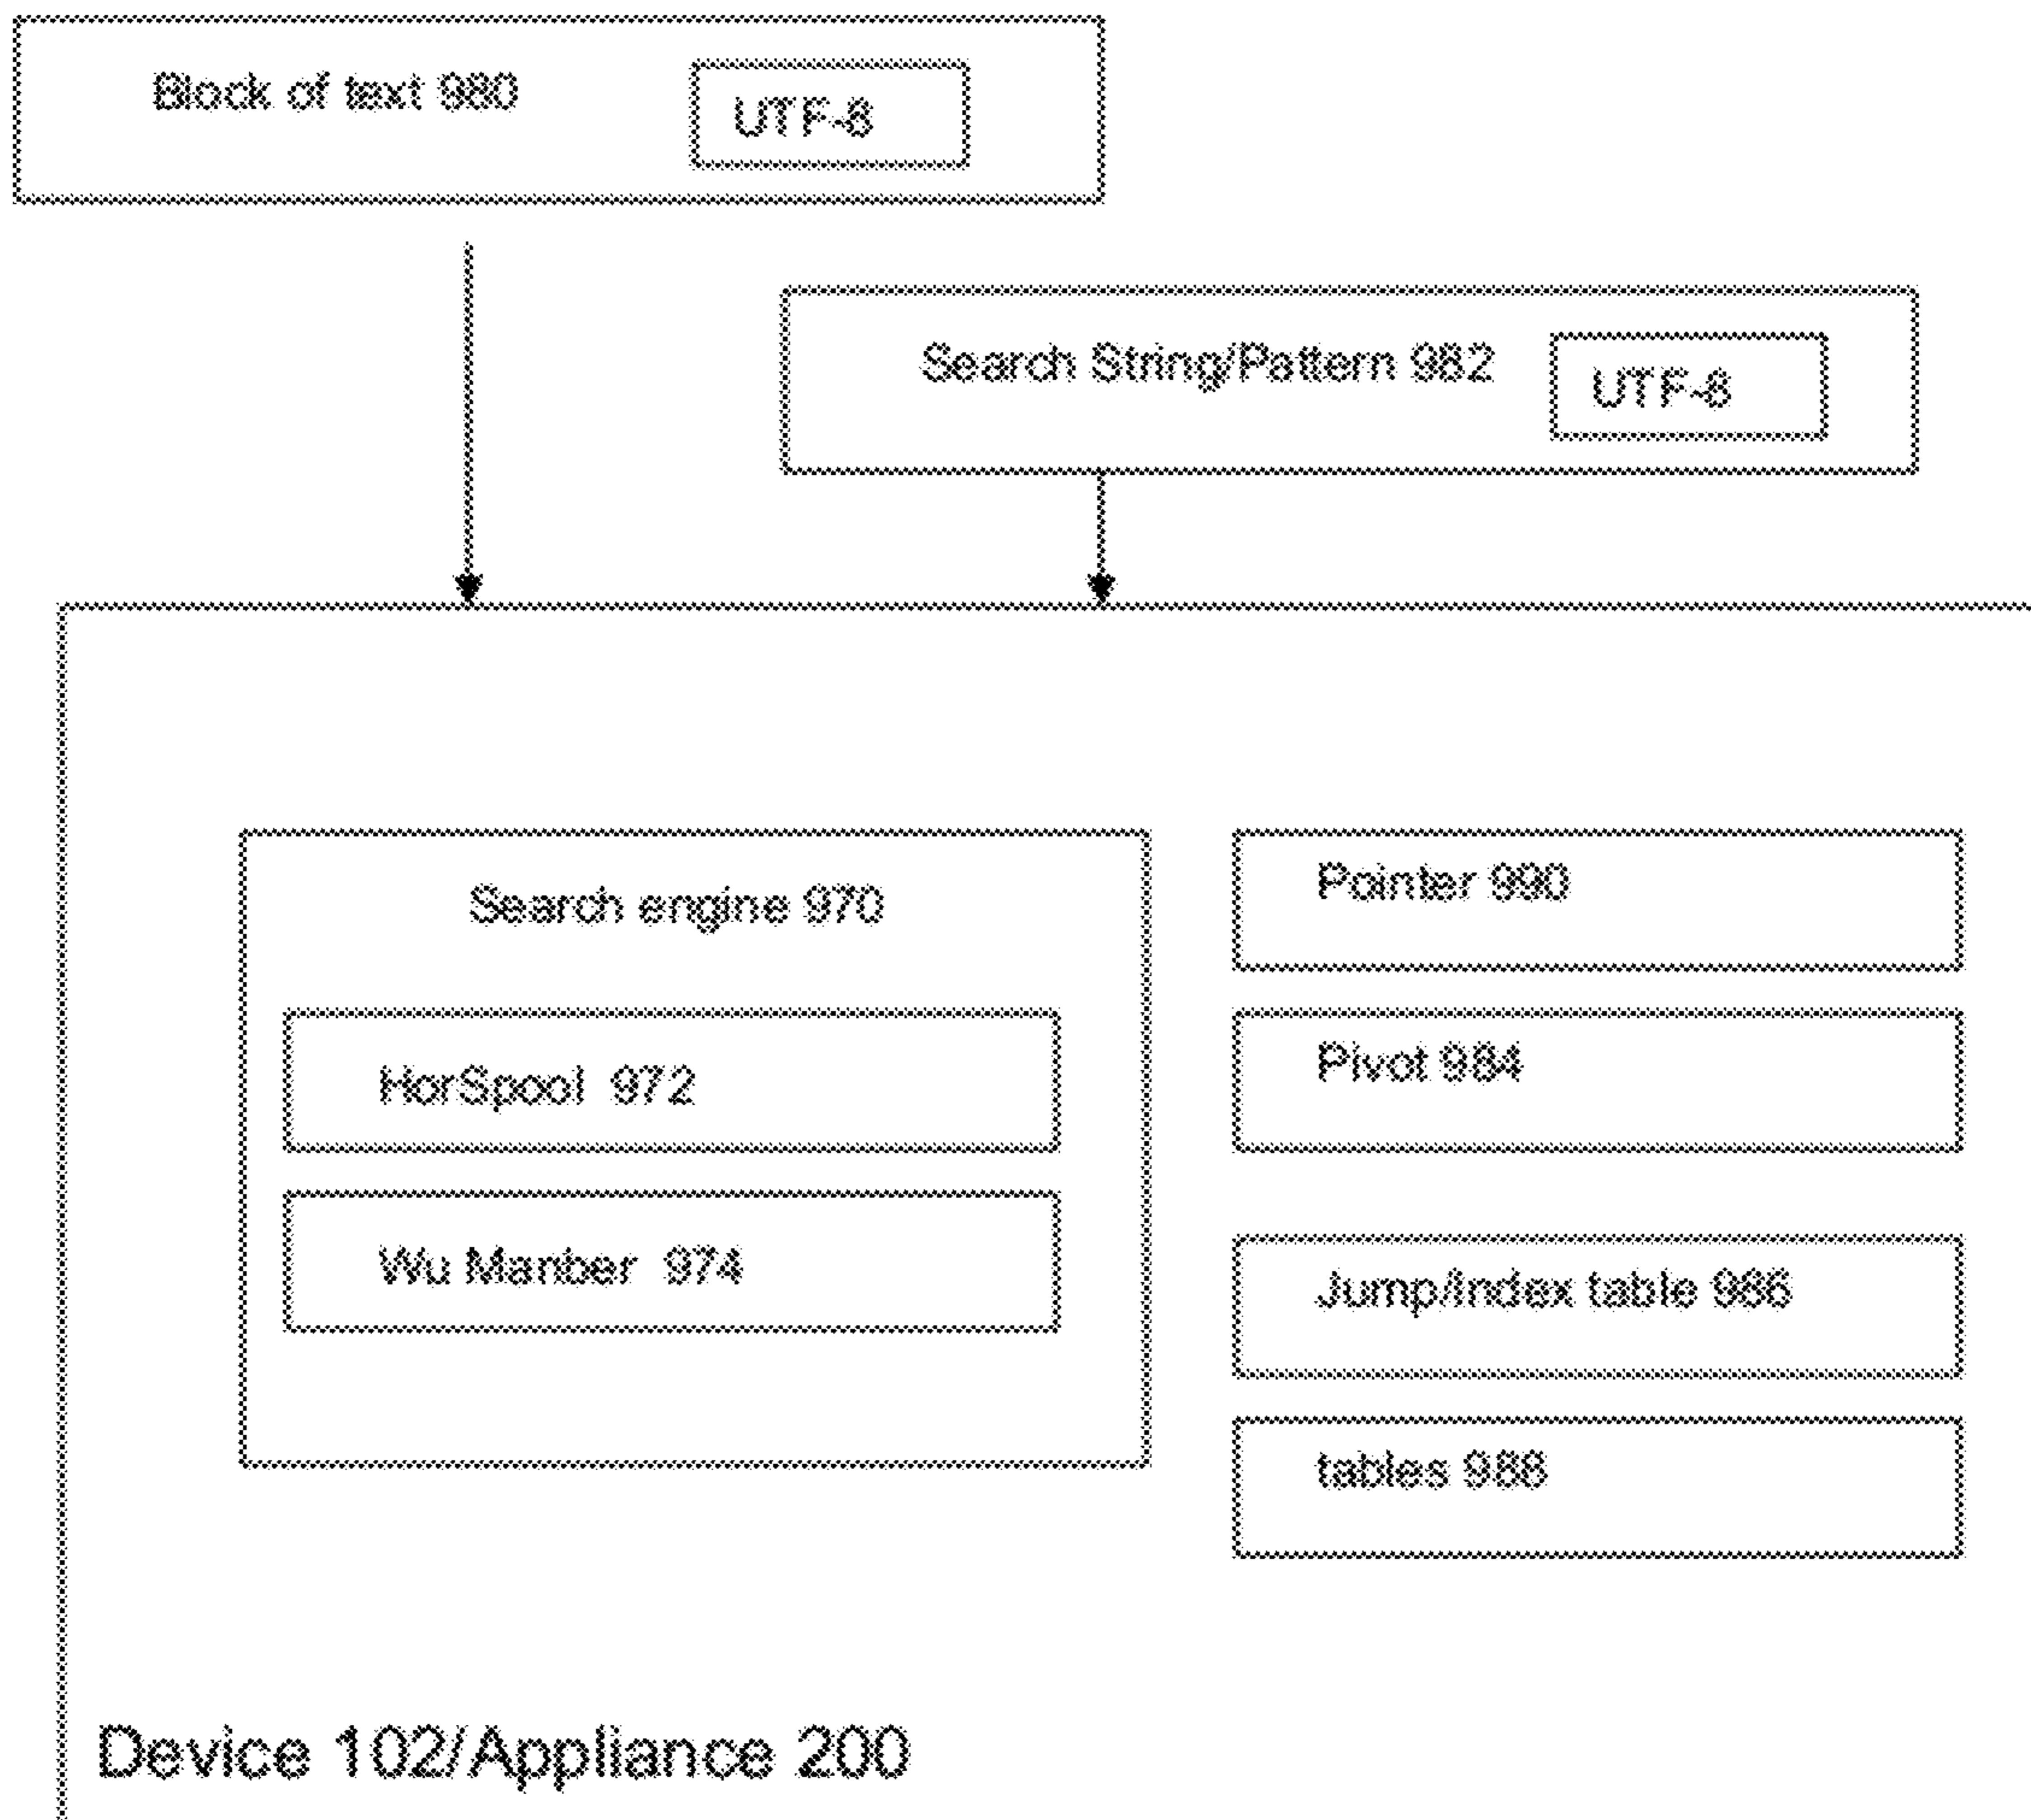 Block of text 980
UTF-8
Search String/Pattern 982
UTF-8
Search engine 970
HorSpool 972
Wu Manber 974
Pointer 990
Pivot 984
Jump/Index table 986
tables 988
Device 102/Appliance 200